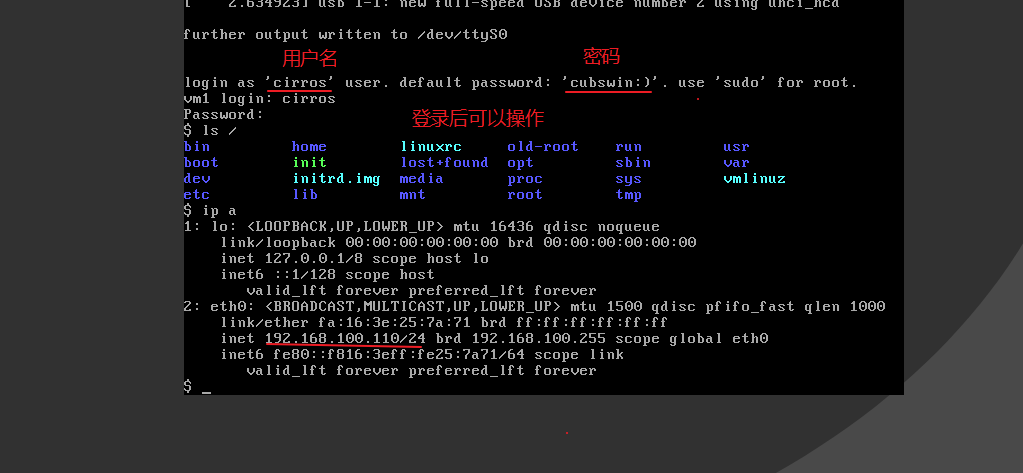 [    2.634923] usb 1-1: new full-speed USB device number 2 using uhci_hcd
further output written to /dev/ttyS0
用户名 密码
login as 'cirros' user. default password: 'cubswin:)'. use 'sudo' for root.
vm1 login: cirros
Password:
登录后可以操作
$ ls /
bin home linuxrc old-root run usr
boot init lost+found opt sbin var
dev initrd.img media proc sys vmlinuz
etc lib mnt root tmp
$ ip a
1: lo: <LOOPBACK,UP,LOWER_UP> mtu 16436 qdisc noqueue
link/loopback 00:00:00:00:00:00 brd 00:00:00:00:00:00
inet 127.0.0.1/8 scope host lo
inet6 ::1/128 scope host
valid_lft forever preferred_lft forever
2: eth0: <BROADCAST,MULTICAST,UP,LOWER_UP> mtu 1500 qdisc pfifo_fast qlen 1000
link/ether fa:16:3e:25:7a:71 brd ff:ff:ff:ff:ff:ff
inet 192.168.100.110/24 brd 192.168.100.255 scope global eth0
inet6 fe80::f816:3eff:fe25:7a71/64 scope link
valid_lft forever preferred_lft forever
$ _